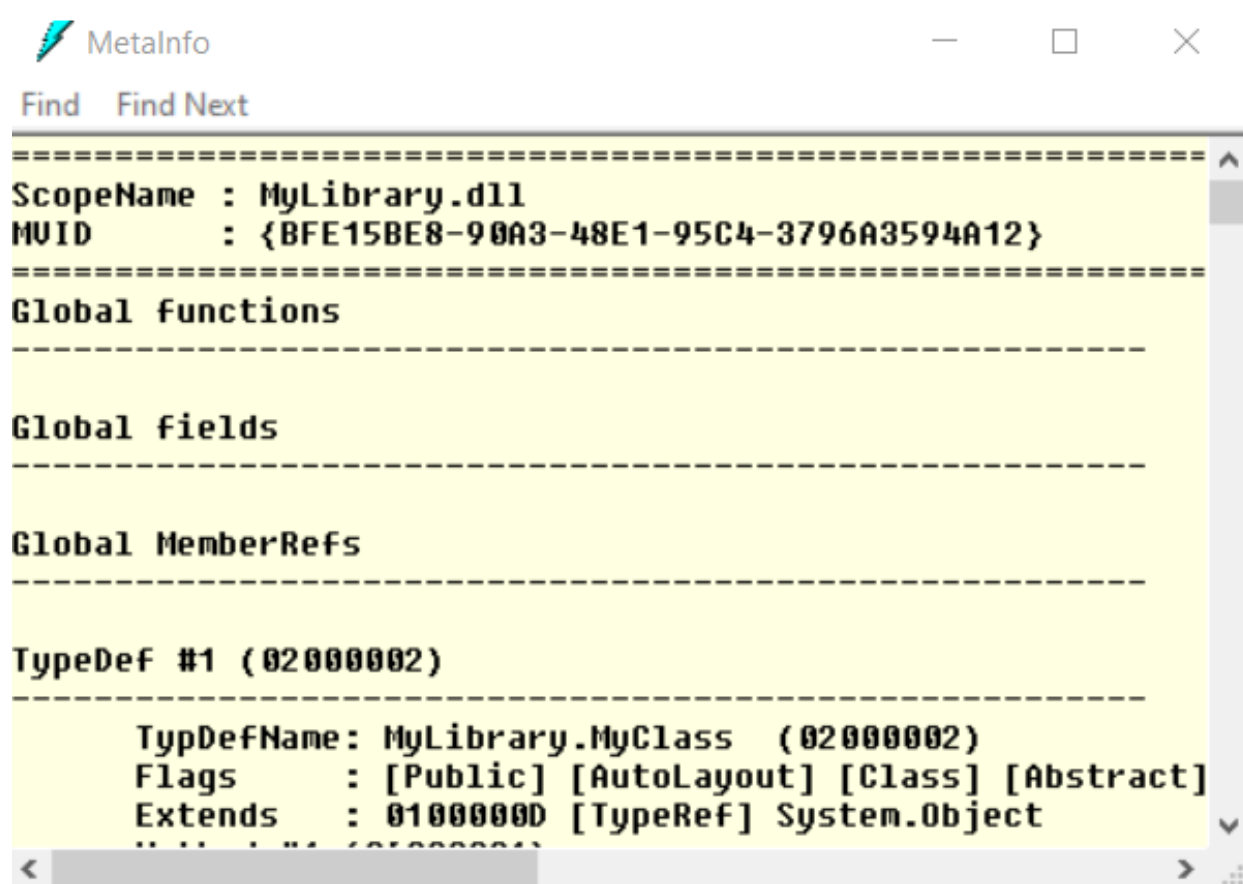 MetaInfo
Find Find Next
============================================================
ScopeName : MyLibrary.dll
MVID      : {BFE15BE8-90A3-48E1-95C4-3796A3594A12}
============================================================
Global functions
-------------------------------------------------------

Global fields
-------------------------------------------------------

Global MemberRefs
-------------------------------------------------------

TypeDef #1 (02000002)
-------------------------------------------------------
      TypDefName: MyLibrary.MyClass  (02000002)
      Flags     : [Public] [AutoLayout] [Class] [Abstract]
      Extends   : 0100000D [TypeRef] System.Object